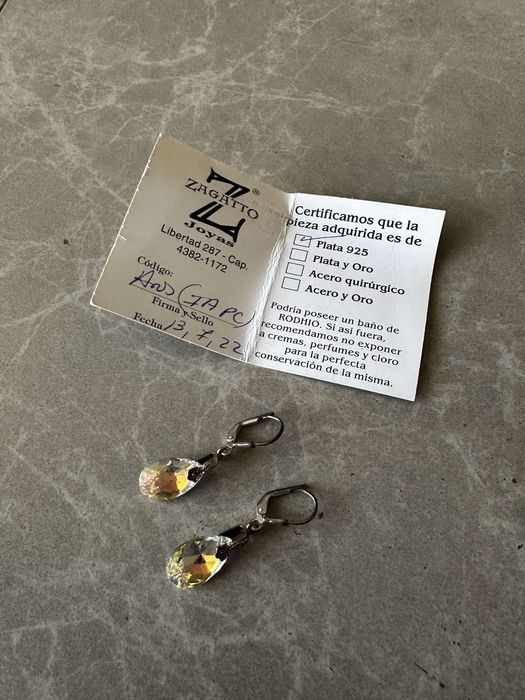 ZAGATTO
Z ®
Joyas
Libertad 287 - Cap.
4382-1172
Código:
Firma y Sello
Fecha 13, 7, 22
Certificamos que la
pieza adquirida es de
Plata 925
Plata y Oro
Acero quirúrgico
Acero y Oro
Podría poseer un baño de
RODHIO. Si así fuera,
recomendamos no exponer
a cremas, perfumes y cloro
para la perfecta
conservación de la misma.